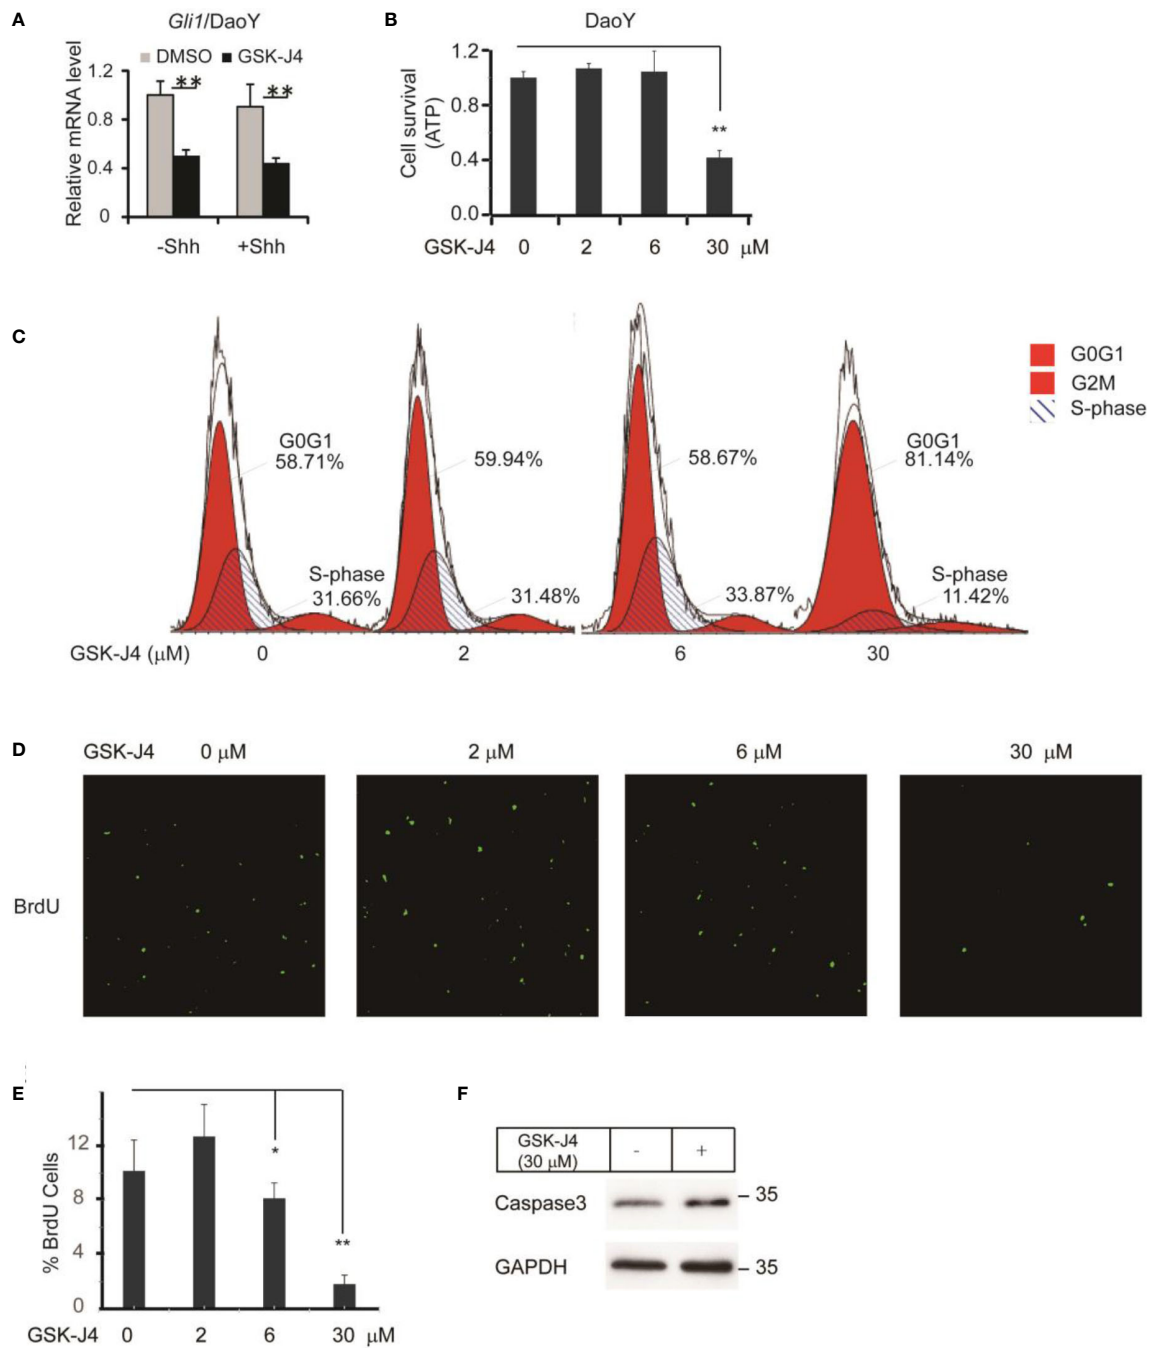 A
Gli1/DaoY
DMSO GSK-J4
Relative mRNA level
1.2
0.8
0.4
0
** **
-Shh +Shh
B
DaoY
Cell survival
(ATP)
1.2
0.8
0.4
0.0
**
GSK-J4 0 2 6 30 μM
C
G0G1
58.71%
59.94%
58.67%
G0G1
81.14%
S-phase
31.66%
31.48%
33.87%
S-phase
11.42%
G0G1
G2M
S-phase
GSK-J4 (μM) 0 2 6 30
D
GSK-J4 0 μM 2 μM 6 μM 30 μM
BrdU
E
% BrdU Cells
12
8
4
0
*
**
GSK-J4 0 2 6 30 μM
F
GSK-J4
(30 μM)
- +
Caspase3 – 35
GAPDH – 35